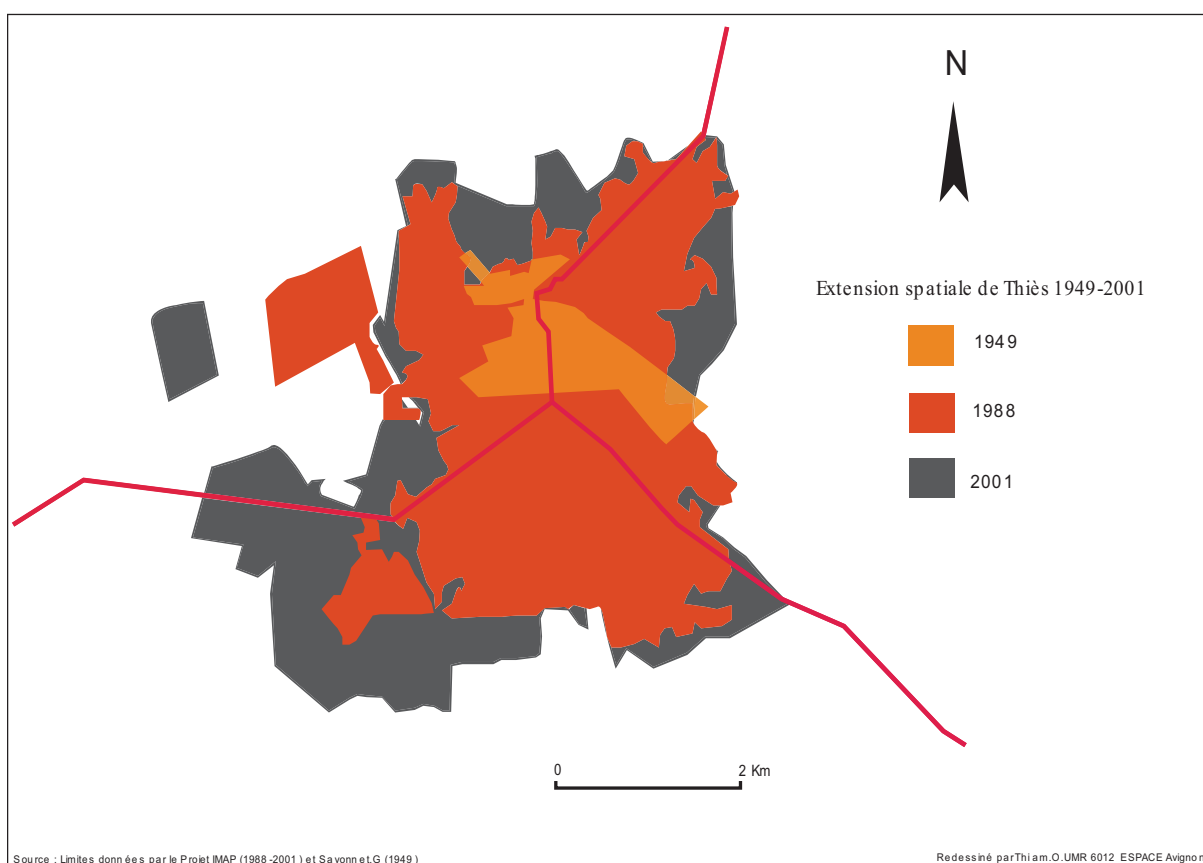 N
Extension spatiale de Thiès 1949-2001
1949
1988
2001
0 2 Km
Source : Limites données par le Projet IMAP (1988-2001) et Savonnet.G (1949)
Redessiné par Thiam.O.UMR 6012 ESPACE Avignon